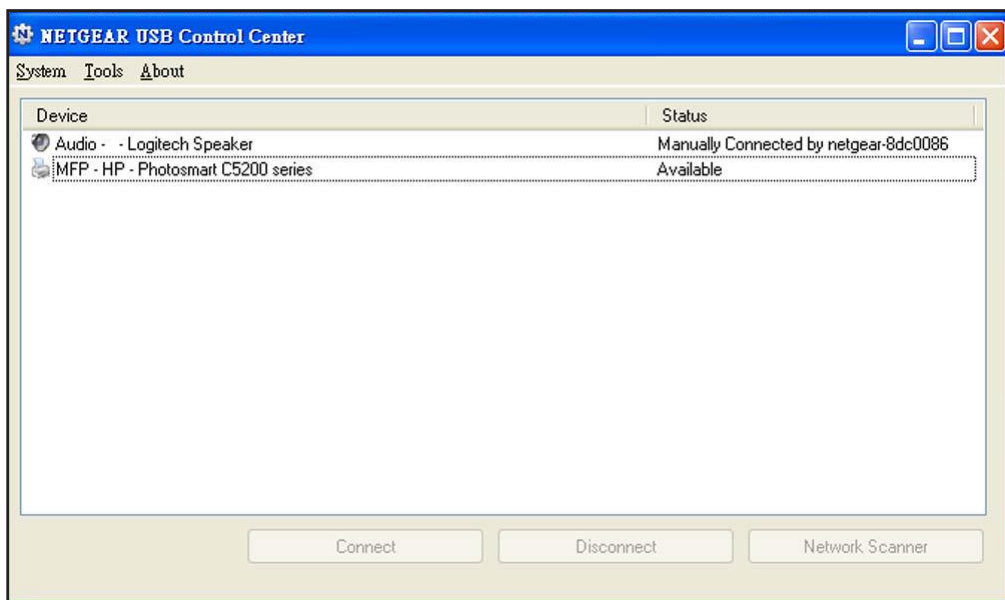 NETGEAR USB Control Center
System Tools About
Device Status
Audio - - Logitech Speaker Manually Connected by netgear-8dc0086
MFP - HP - Photosmart C5200 series Available
Connect Disconnect Network Scanner